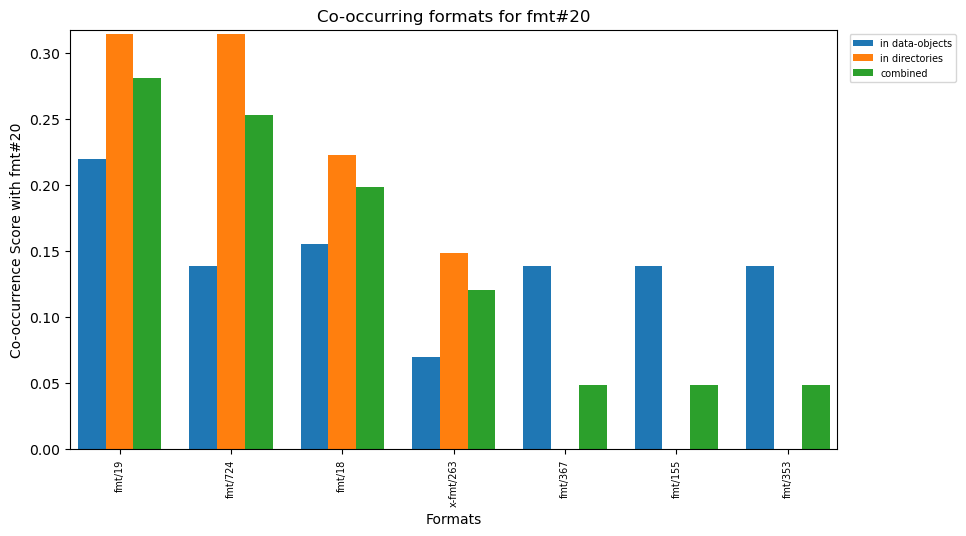 Co-occurring formats for fmt#20
in data-objects
in directories
combined
Co-occurrence Score with fmt#20
0.30
0.25
0.20
0.15
0.10
0.05
0.00
fmt/19
fmt/724
fmt/18
x-fmt/263
fmt/367
fmt/155
fmt/353
Formats